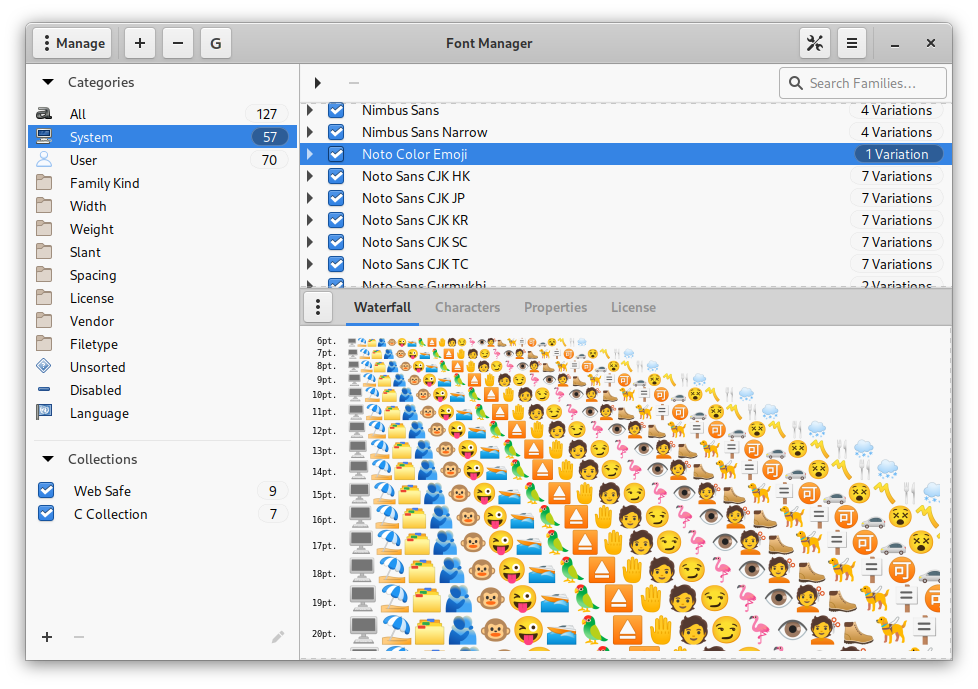 Manage
G
Font Manager
Categories
All 127
System 57
User 70
Family Kind
Width
Weight
Slant
Spacing
License
Vendor
Filetype
Unsorted
Disabled
Language
Collections
Web Safe 9
C Collection 7
Search Families...
Nimbus Sans 4 Variations
Nimbus Sans Narrow 4 Variations
Noto Color Emoji 1 Variation
Noto Sans CJK HK 7 Variations
Noto Sans CJK JP 7 Variations
Noto Sans CJK KR 7 Variations
Noto Sans CJK SC 7 Variations
Noto Sans CJK TC 7 Variations
Noto Sans Gurmukhi 2 Variations
Waterfall Characters Properties License
6pt.
7pt.
8pt.
9pt.
10pt.
11pt.
12pt.
13pt.
14pt.
15pt.
16pt.
17pt.
18pt.
19pt.
20pt.